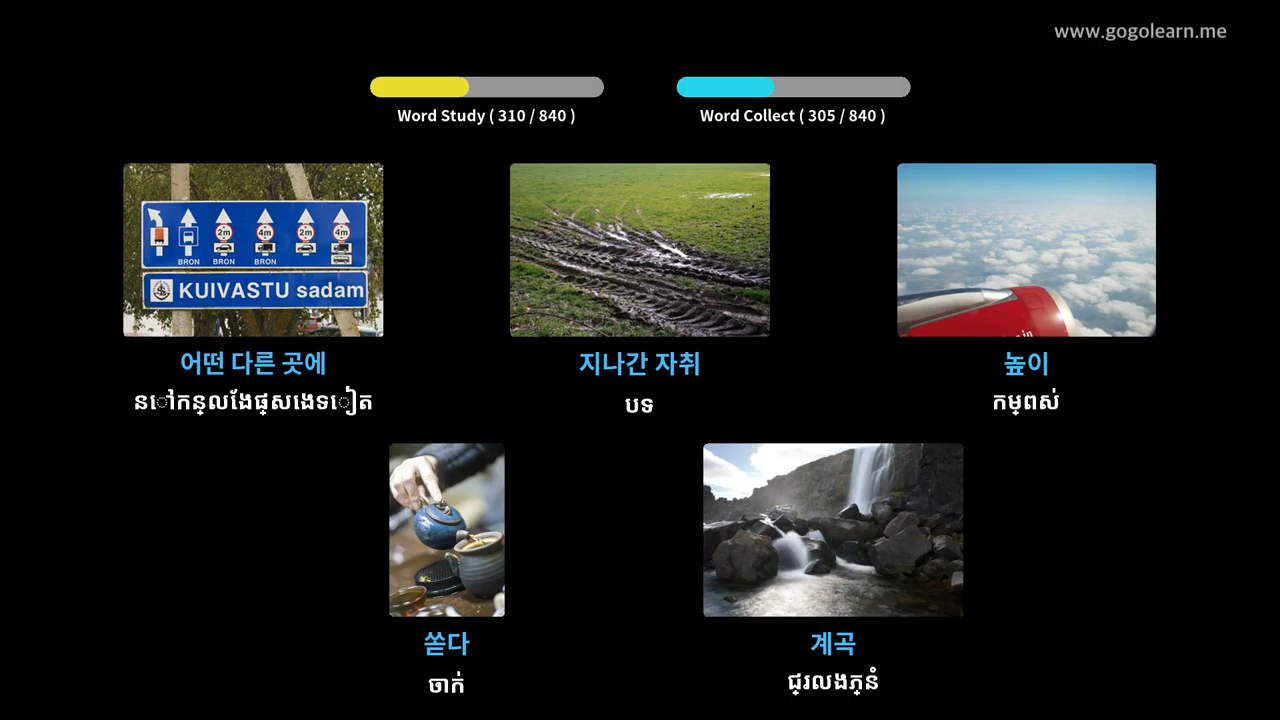 www.gogolearn.me
Word Study ( 310 / 840 )
Word Collect ( 305 / 840 )
BRON BRON BRON
2m 4m 2m 4m
KUIVASTU sadam
어떤 다른 곳에
지나간 자취
높이
នៅកន្លែងផ្សេងទៀត
បទ
កម្ពស់
쏟다
계곡
ចាក់
ជ្រលងភ្នំ